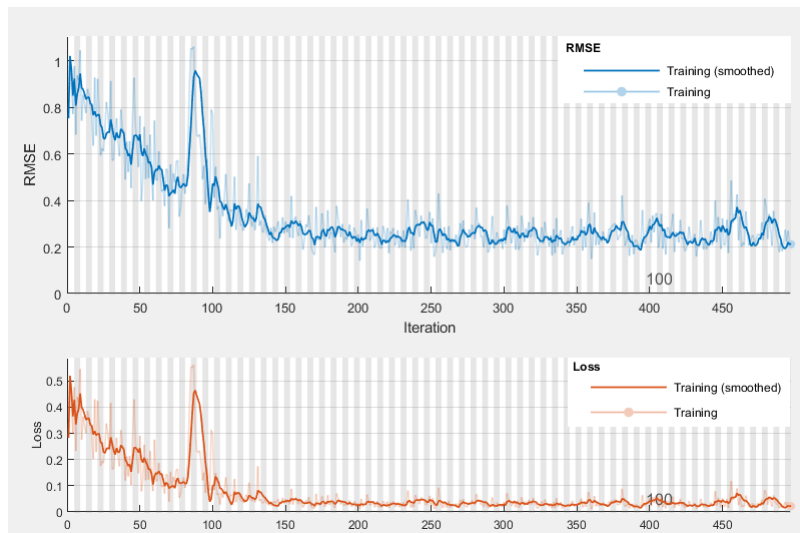 RMSE
Training (smoothed)
Training
1
0.8
0.6
0.4
0.2
0
RMSE
100
0 50 100 150 200 250 300 350 400 450
Iteration
Loss
Training (smoothed)
Training
0.5
0.4
0.3
0.2
0.1
0
Loss
100
0 50 100 150 200 250 300 350 400 450